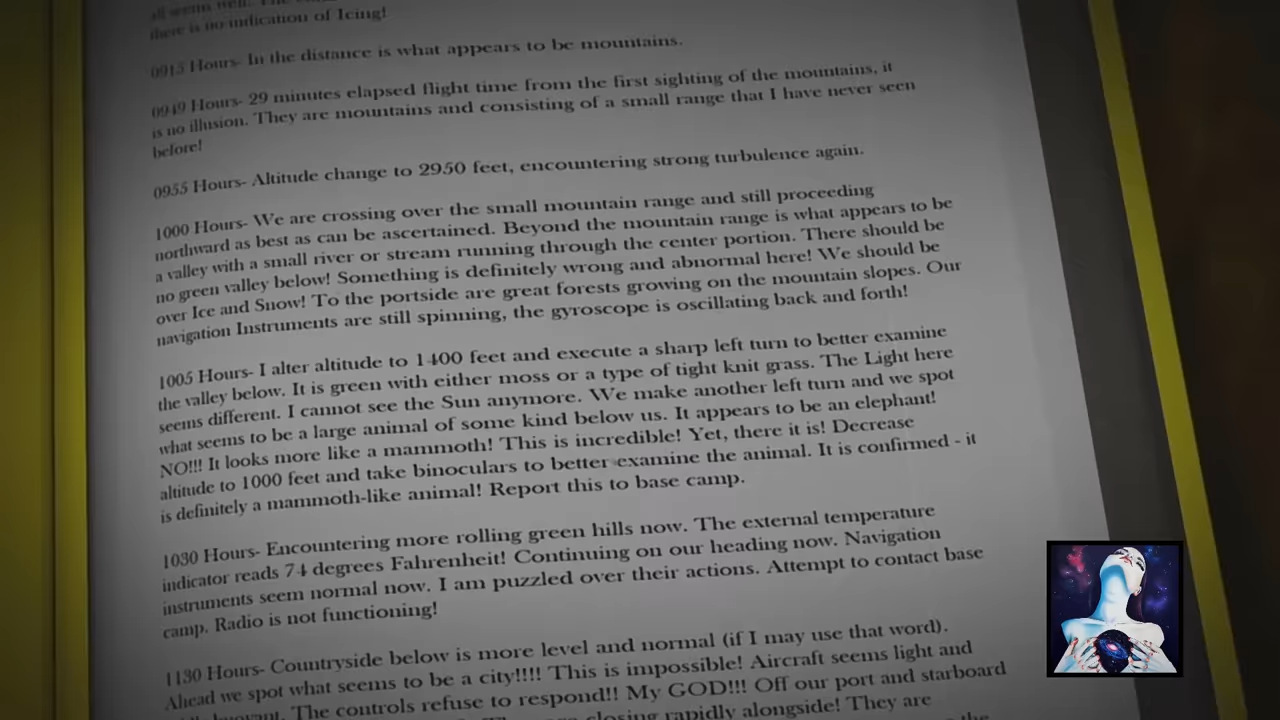 all seem well. The
there is no indication of Icing!
0915 Hours- In the distance is what appears to be mountains.
0949 Hours- 29 minutes elapsed flight time from the first sighting of the mountains, it
is no illusion. They are mountains and consisting of a small range that I have never seen
before!
0955 Hours- Altitude change to 2950 feet, encountering strong turbulence again.
1000 Hours- We are crossing over the small mountain range and still proceeding
northward as best as can be ascertained. Beyond the mountain range is what appears to be
a valley with a small river or stream running through the center portion. There should be
no green valley below! Something is definitely wrong and abnormal here! We should be
over Ice and Snow! To the portside are great forests growing on the mountain slopes. Our
navigation Instruments are still spinning, the gyroscope is oscillating back and forth!
1005 Hours- I alter altitude to 1400 feet and execute a sharp left turn to better examine
the valley below. It is green with either moss or a type of tight knit grass. The Light here
seems different. I cannot see the Sun anymore. We make another left turn and we spot
what seems to be a large animal of some kind below us. It appears to be an elephant!
NO!!! It looks more like a mammoth! This is incredible! Yet, there it is! Decrease
altitude to 1000 feet and take binoculars to better examine the animal. It is confirmed - it
is definitely a mammoth-like animal! Report this to base camp.
1030 Hours- Encountering more rolling green hills now. The external temperature
indicator reads 74 degrees Fahrenheit! Continuing on our heading now. Navigation
instruments seem normal now. I am puzzled over their actions. Attempt to contact base
camp. Radio is not functioning!
1130 Hours- Countryside below is more level and normal (if I may use that word).
Ahead we spot what seems to be a city!!!! This is impossible! Aircraft seems light and
The controls refuse to respond!! My GOD!!! Off our port and starboard
closing rapidly alongside! They are
the